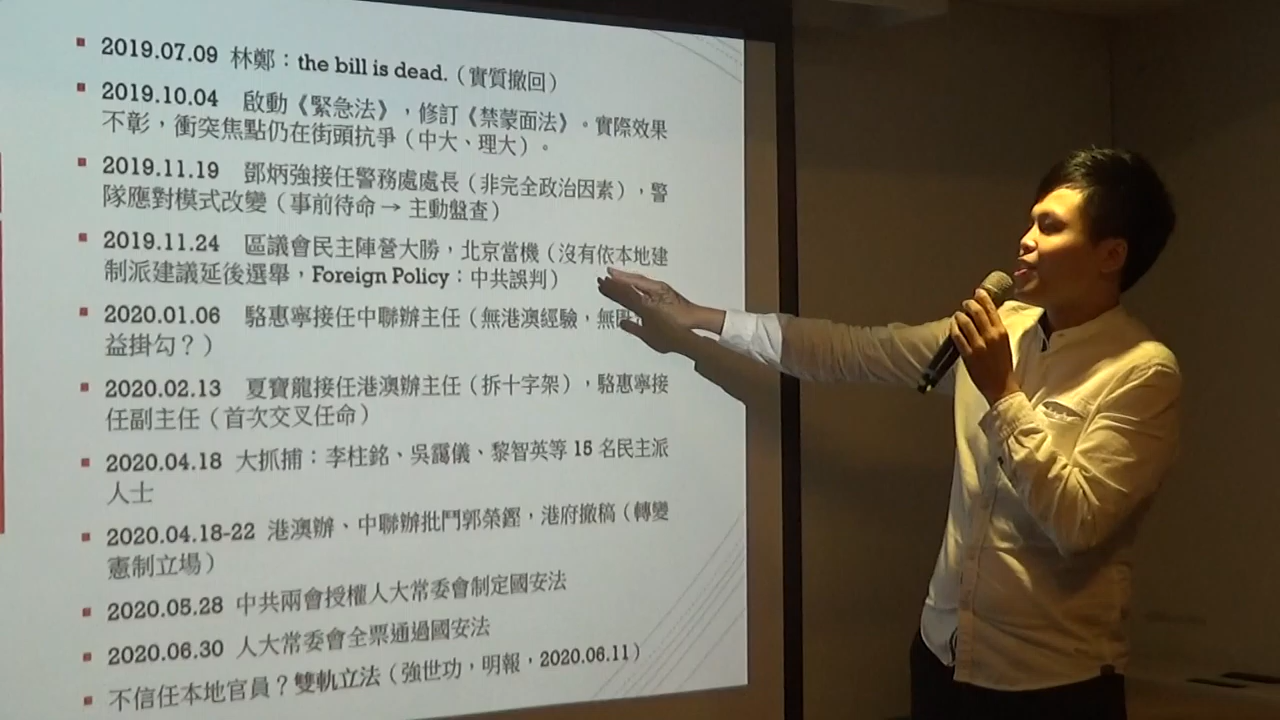 2019.07.09 林鄭：the bill is dead.（實質撤回）
2019.10.04 啟動《緊急法》，修訂《禁蒙面法》。實際效果
不彰，衝突焦點仍在街頭抗爭（中大、理大）。
2019.11.19 鄧炳強接任警務處處長（非完全政治因素），警
隊應對模式改變（事前待命→主動盤查）
2019.11.24 區議會民主陣營大勝，北京當機（沒有依本地建
制派建議延後選舉，Foreign Policy：中共誤判）
2020.01.06 駱惠寧接任中聯辦主任（無港澳經驗，無
益掛勾？）
2020.02.13 夏寶龍接任港澳辦主任（拆十字架），駱惠寧接
任副主任（首次交叉任命）
2020.04.18 大抓捕：李柱銘、吳靄儀、黎智英等 15 名民主派
人士
2020.04.18-22 港澳辦、中聯辦批鬥郭榮鏗，港府撤稿（轉變
憲制立場）
2020.05.28 中共兩會授權人大常委會制定國安法
2020.06.30 人大常委會全票通過國安法
不信任本地官員？雙軌立法（強世功，明報，2020.06.11）